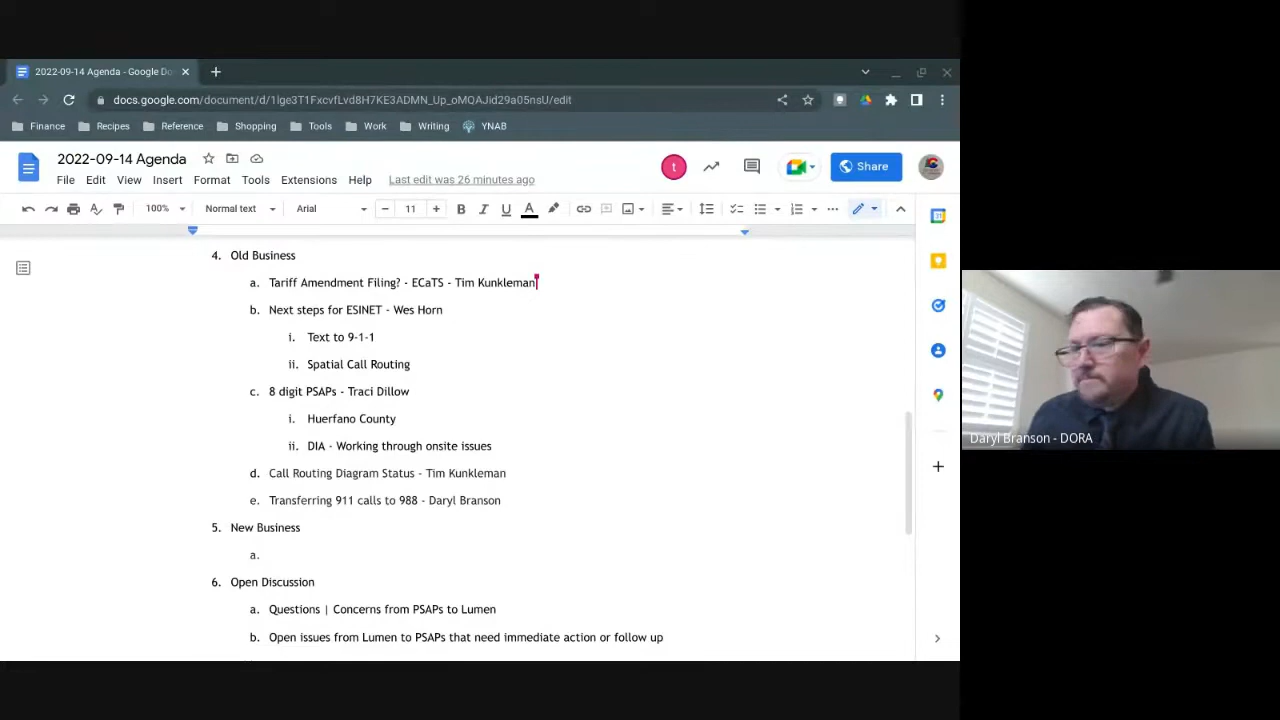 2022-09-14 Agenda - Google Do
docs.google.com/document/d/1lge3T1FxcvfLvd8H7KE3ADMN_Up_oMQAJid29a05nsU/edit
Finance Recipes Reference Shopping Tools Work Writing YNAB
2022-09-14 Agenda
t
Share
File Edit View Insert Format Tools Extensions Help Last edit was 26 minutes ago
100% Normal text Arial 11 B I U A
31
4. Old Business
a. Tariff Amendment Filing? - ECaTS - Tim Kunkleman
b. Next steps for ESINET - Wes Horn
i. Text to 9-1-1
ii. Spatial Call Routing
c. 8 digit PSAPs - Traci Dillow
i. Huerfano County
ii. DIA - Working through onsite issues
d. Call Routing Diagram Status - Tim Kunkleman
e. Transferring 911 calls to 988 - Daryl Branson
5. New Business
a.
6. Open Discussion
a. Questions | Concerns from PSAPs to Lumen
b. Open issues from Lumen to PSAPs that need immediate action or follow up
Daryl Branson - DORA